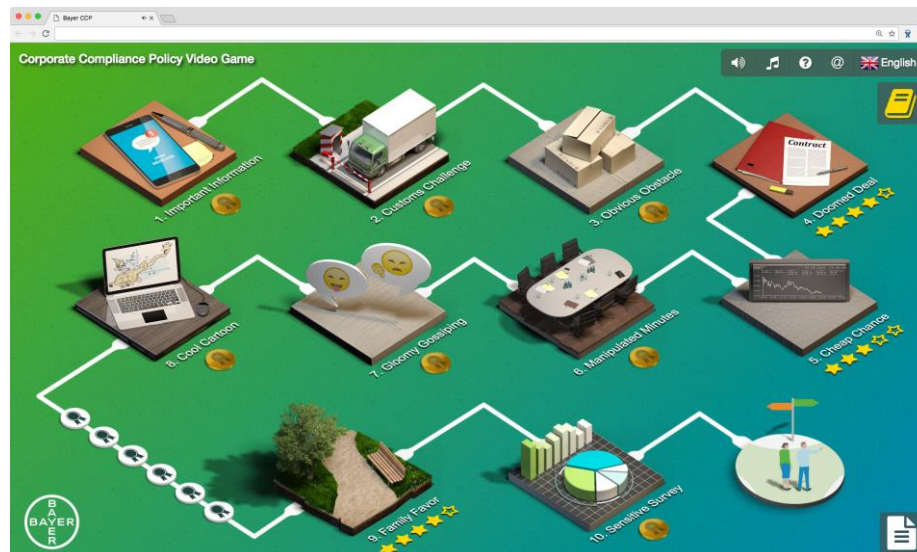 Bayer CCP
Corporate Compliance Policy Video Game
English
1. Important Information
2. Customs Challenge
3. Obvious Obstacle
Contract
4. Doomed Deal
8. Cool Cartoon
7. Gloomy Gossiping
6. Manipulated Minutes
5. Cheap Chance
9. Family Favor
10. Sensitive Survey
BAYER
BAYER